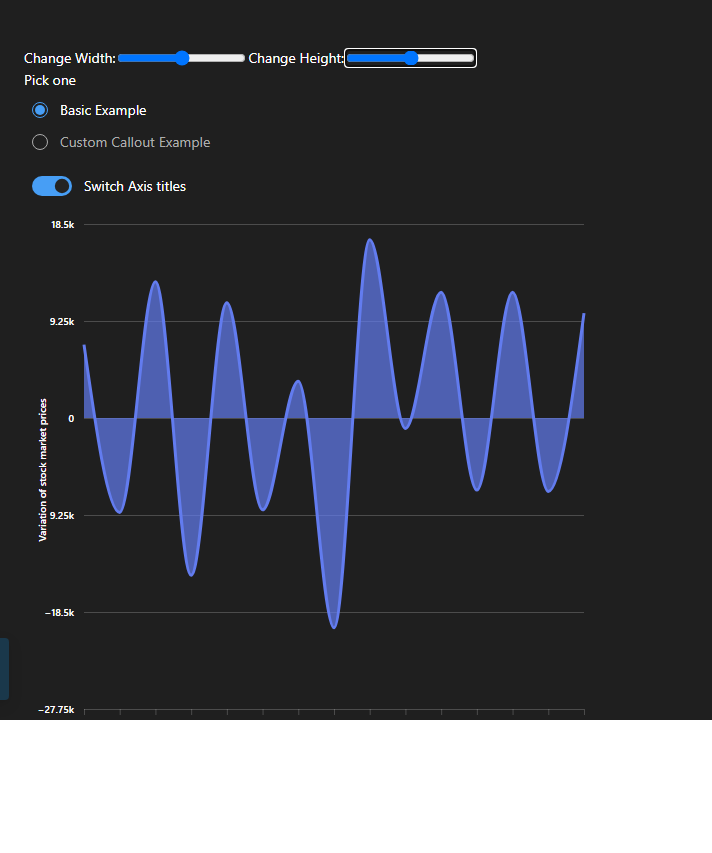 Change Width: Change Height:
Pick one
Basic Example
Custom Callout Example
Switch Axis titles
18.5k
9.25k
0
Variation of stock market prices
9.25k
−18.5k
−27.75k